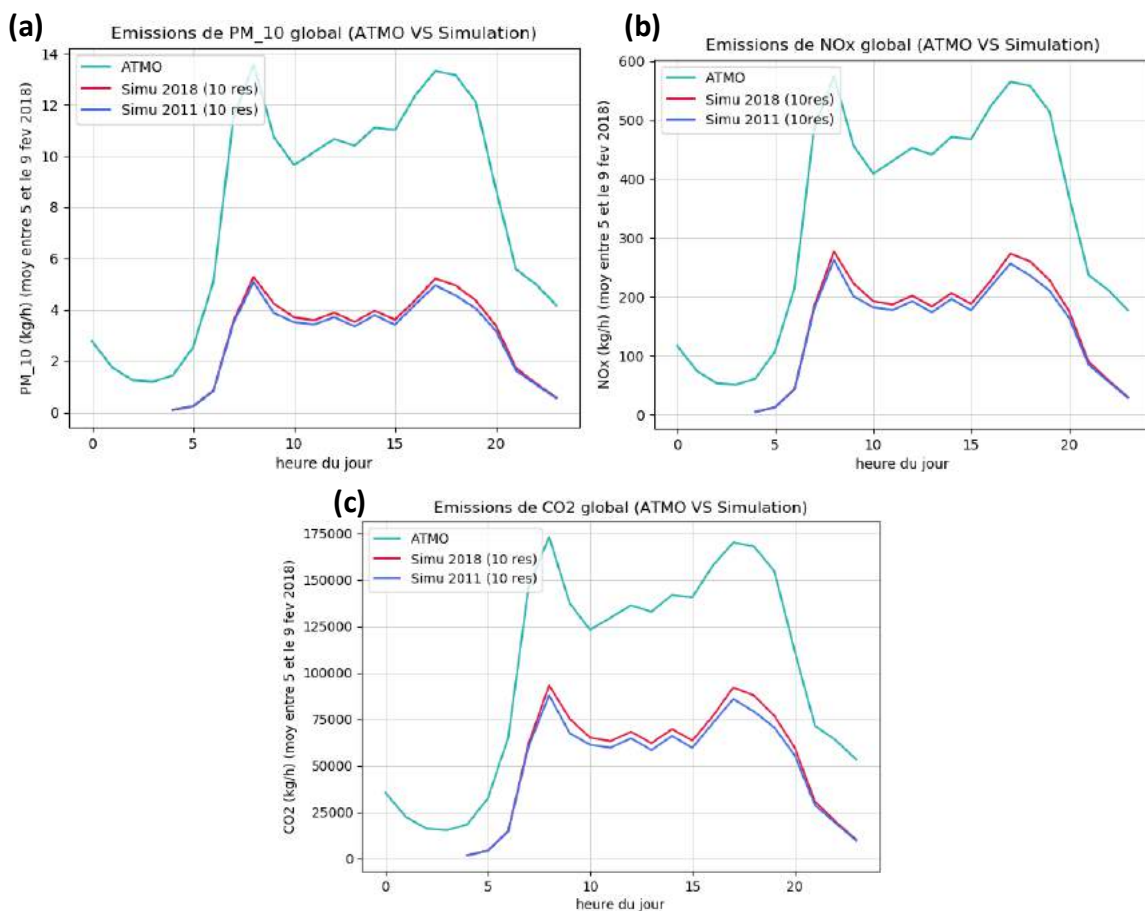 (a)
Emissions de PM_10 global (ATMO VS Simulation)
14
12
10
8
6
4
2
0
PM_10 (kg/h) (moy entre 5 et le 9 fev 2018)
ATMO
Simu 2018 (10 res)
Simu 2011 (10 res)
0 5 10 15 20
heure du jour
(b)
Emissions de NOx global (ATMO VS Simulation)
600
500
400
300
200
100
0
NOx (kg/h) (moy entre 5 et le 9 fev 2018)
ATMO
Simu 2018 (10res)
Simu 2011 (10res)
0 5 10 15 20
heure du jour
(c)
Emissions de CO2 global (ATMO VS Simulation)
175000
150000
125000
100000
75000
50000
25000
0
CO2 (kg/h) (moy entre 5 et le 9 fev 2018)
ATMO
Simu 2018 (10 res)
Simu 2011 (10 res)
0 5 10 15 20
heure du jour